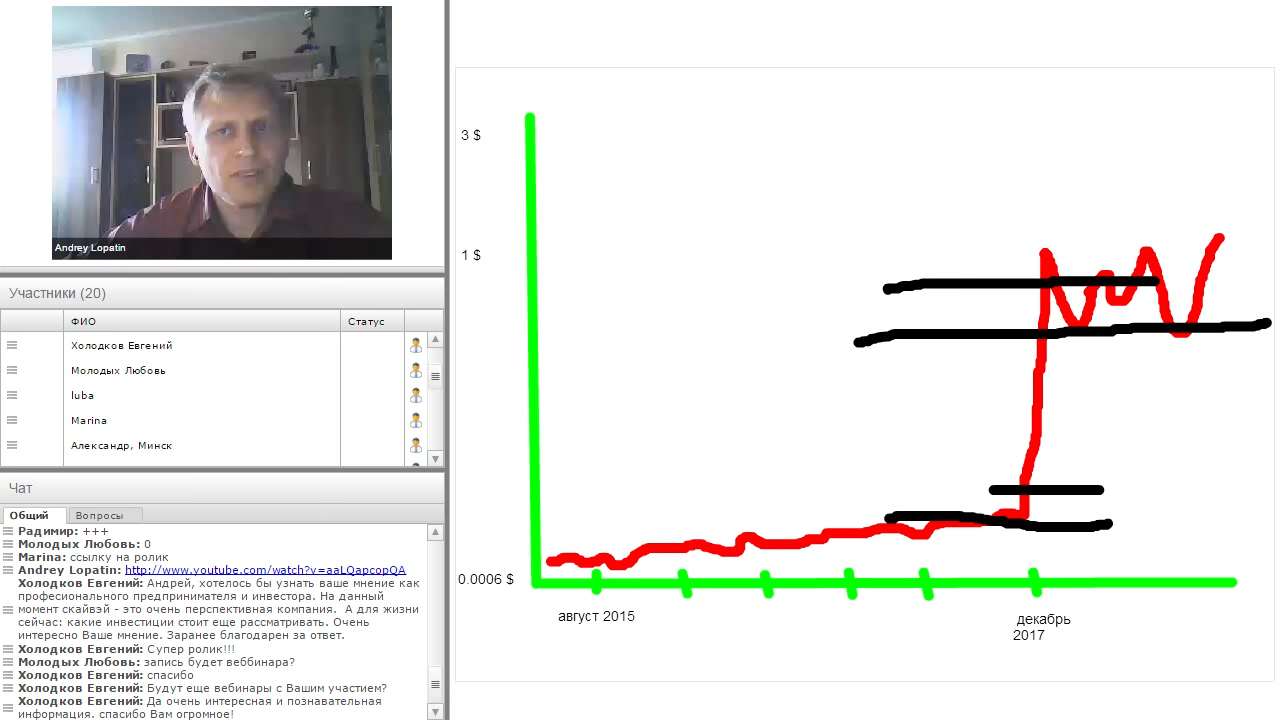 Andrey Lopatin
Участники (20)
ФИО Статус
Холодков Евгений
Молодых Любовь
luba
Marina
Александр, Минск
Чат
Общий Вопросы
Радимир: +++
Молодых Любовь: 0
Marina: ссылку на ролик
Andrey Lopatin: http://www.youtube.com/watch?v=aaLQapcopQA
Холодков Евгений: Андрей, хотелось бы узнать ваше мнение как
профессионального предпринимателя и инвестора. На данный
момент скайвэй - это очень перспективная компания. А для жизни
сейчас: какие инвестиции стоит еще рассматривать. Очень
интересно Ваше мнение. Заранее благодарен за ответ.
Холодков Евгений: Супер ролик!!!
Молодых Любовь: запись будет веббинара?
Холодков Евгений: спасибо
Холодков Евгений: Будут еще вебинары с Вашим участием?
Холодков Евгений: Да очень интересная и познавательная
информация. спасибо Вам огромное!
3 $
1 $
0.0006 $
август 2015
декабрь
2017